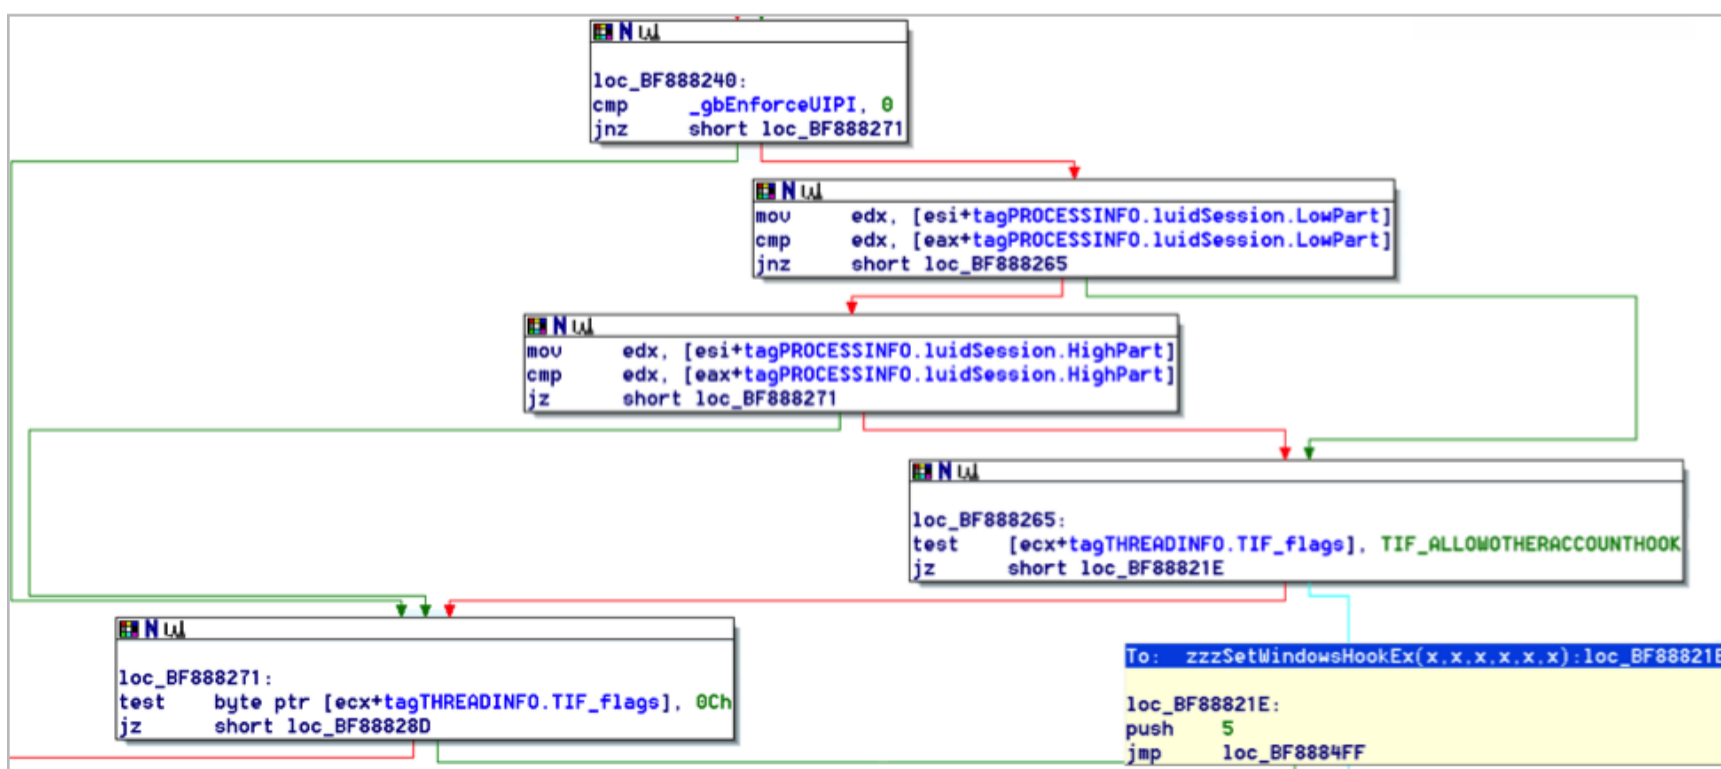 loc_BF888240:
cmp _gbEnforceUIPI, 0
jnz short loc_BF888271
mov edx, [esi+tagPROCESSINFO.luidSession.LowPart]
cmp edx, [eax+tagPROCESSINFO.luidSession.LowPart]
jnz short loc_BF888265
mov edx, [esi+tagPROCESSINFO.luidSession.HighPart]
cmp edx, [eax+tagPROCESSINFO.luidSession.HighPart]
jz short loc_BF888271
loc_BF888265:
test [ecx+tagTHREADINFO.TIF_flags], TIF_ALLOWOTHERACCOUNTHOOK
jz short loc_BF88821E
loc_BF888271:
test byte ptr [ecx+tagTHREADINFO.TIF_flags], 0Ch
jz short loc_BF88828D
To: zzzSetWindowsHookEx(x,x,x,x,x,x):loc_BF88821E
loc_BF88821E:
push 5
jmp loc_BF8884FF